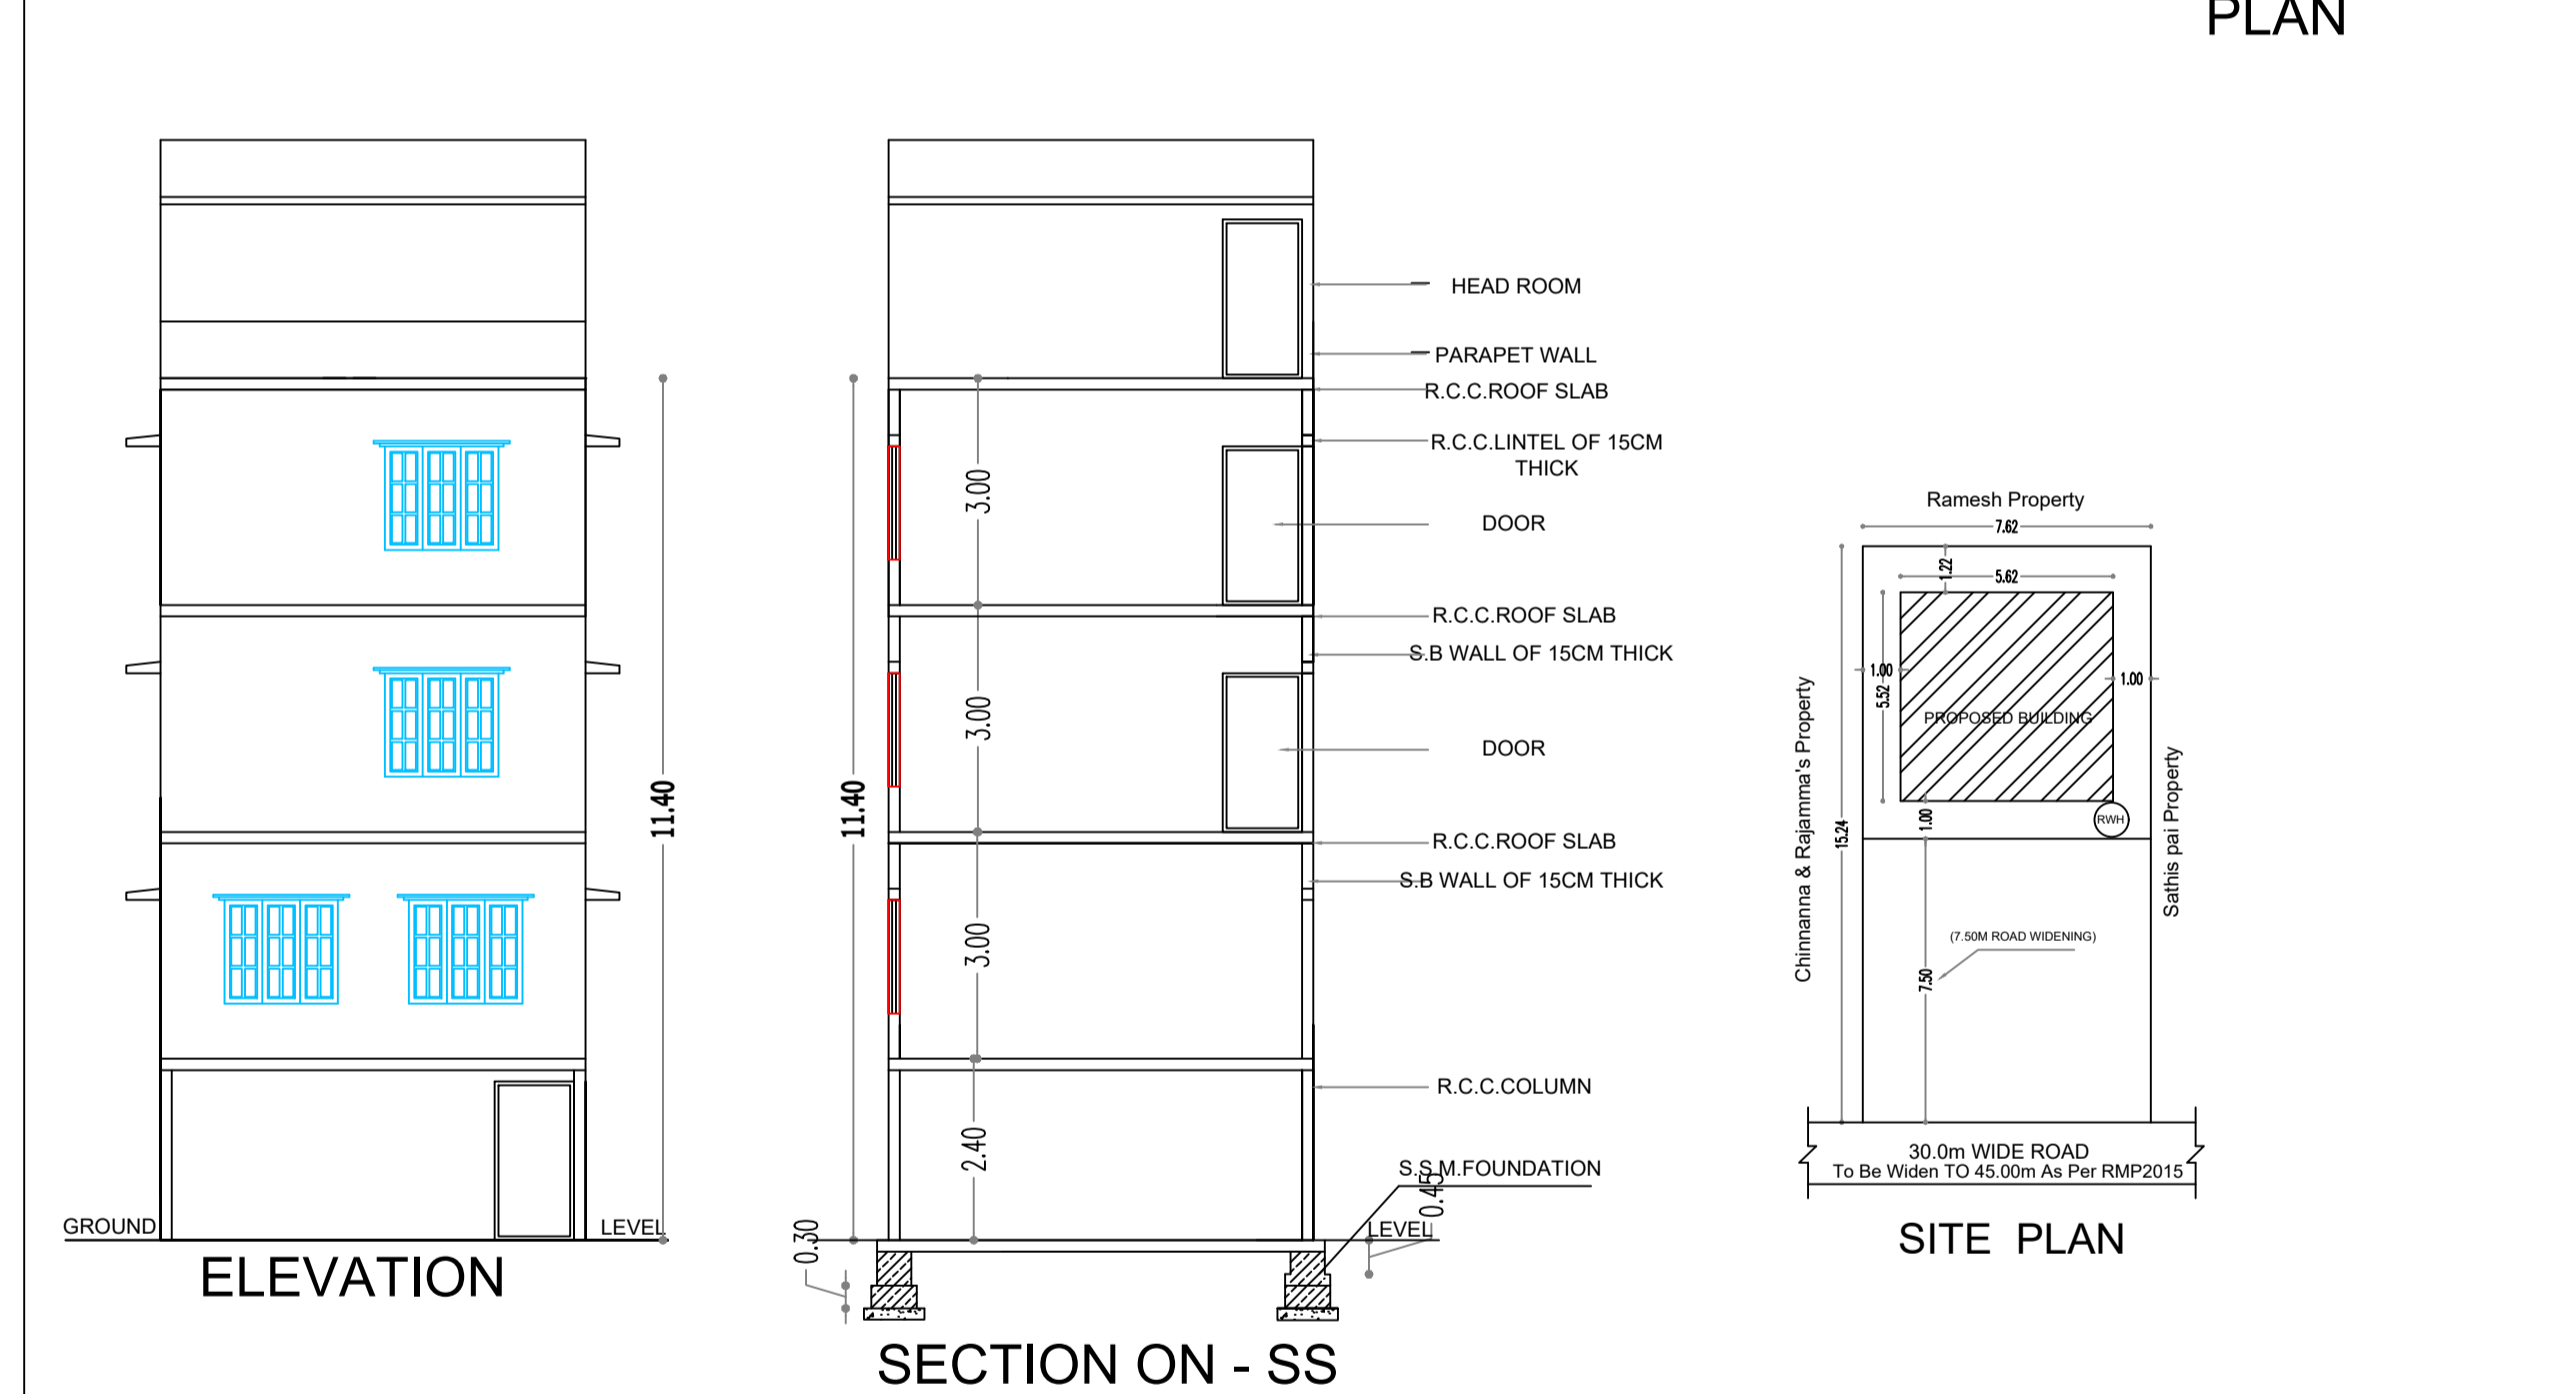 PLAN
HEAD ROOM
PARAPET WALL
R.C.C.ROOF SLAB
R.C.C.LINTEL OF 15CM
THICK
DOOR
R.C.C.ROOF SLAB
S.B WALL OF 15CM THICK
DOOR
R.C.C.ROOF SLAB
S.B WALL OF 15CM THICK
R.C.C.COLUMN
S.S.M.FOUNDATION
11.40
11.40
3.00
3.00
3.00
2.40
0.45
0.30
GROUND
LEVEL
LEVEL
ELEVATION
SECTION ON - SS
Ramesh Property
7.62
1.22
5.62
1.00
5.52
1.00
PROPOSED BUILDING
1.00
RWH
15.24
Chinnanna & Rajamma's Property
Sathis pai Property
(7.50M ROAD WIDENING)
7.50
30.0m WIDE ROAD
To Be Widen TO 45.00m As Per RMP2015
SITE PLAN